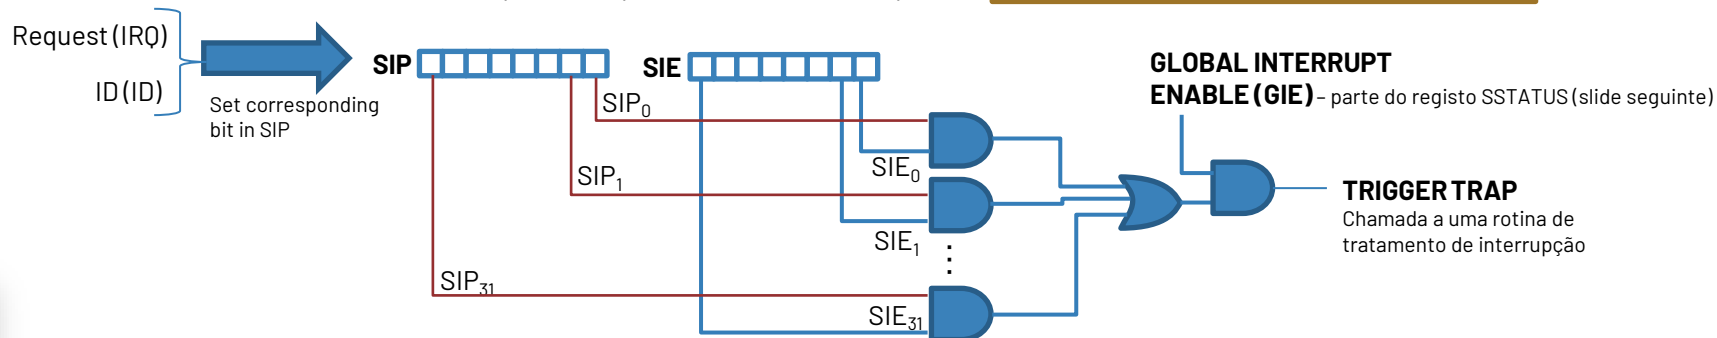 Request (IRQ)
ID (ID)
Set corresponding
bit in SIP
SIP
SIE
SIP0
SIE0
SIP1
SIE1
⋮
SIP31
SIE31
GLOBAL INTERRUPT
ENABLE (GIE) – parte do registo SSTATUS (slide seguinte)
TRIGGER TRAP
Chamada a uma rotina de
tratamento de interrupção